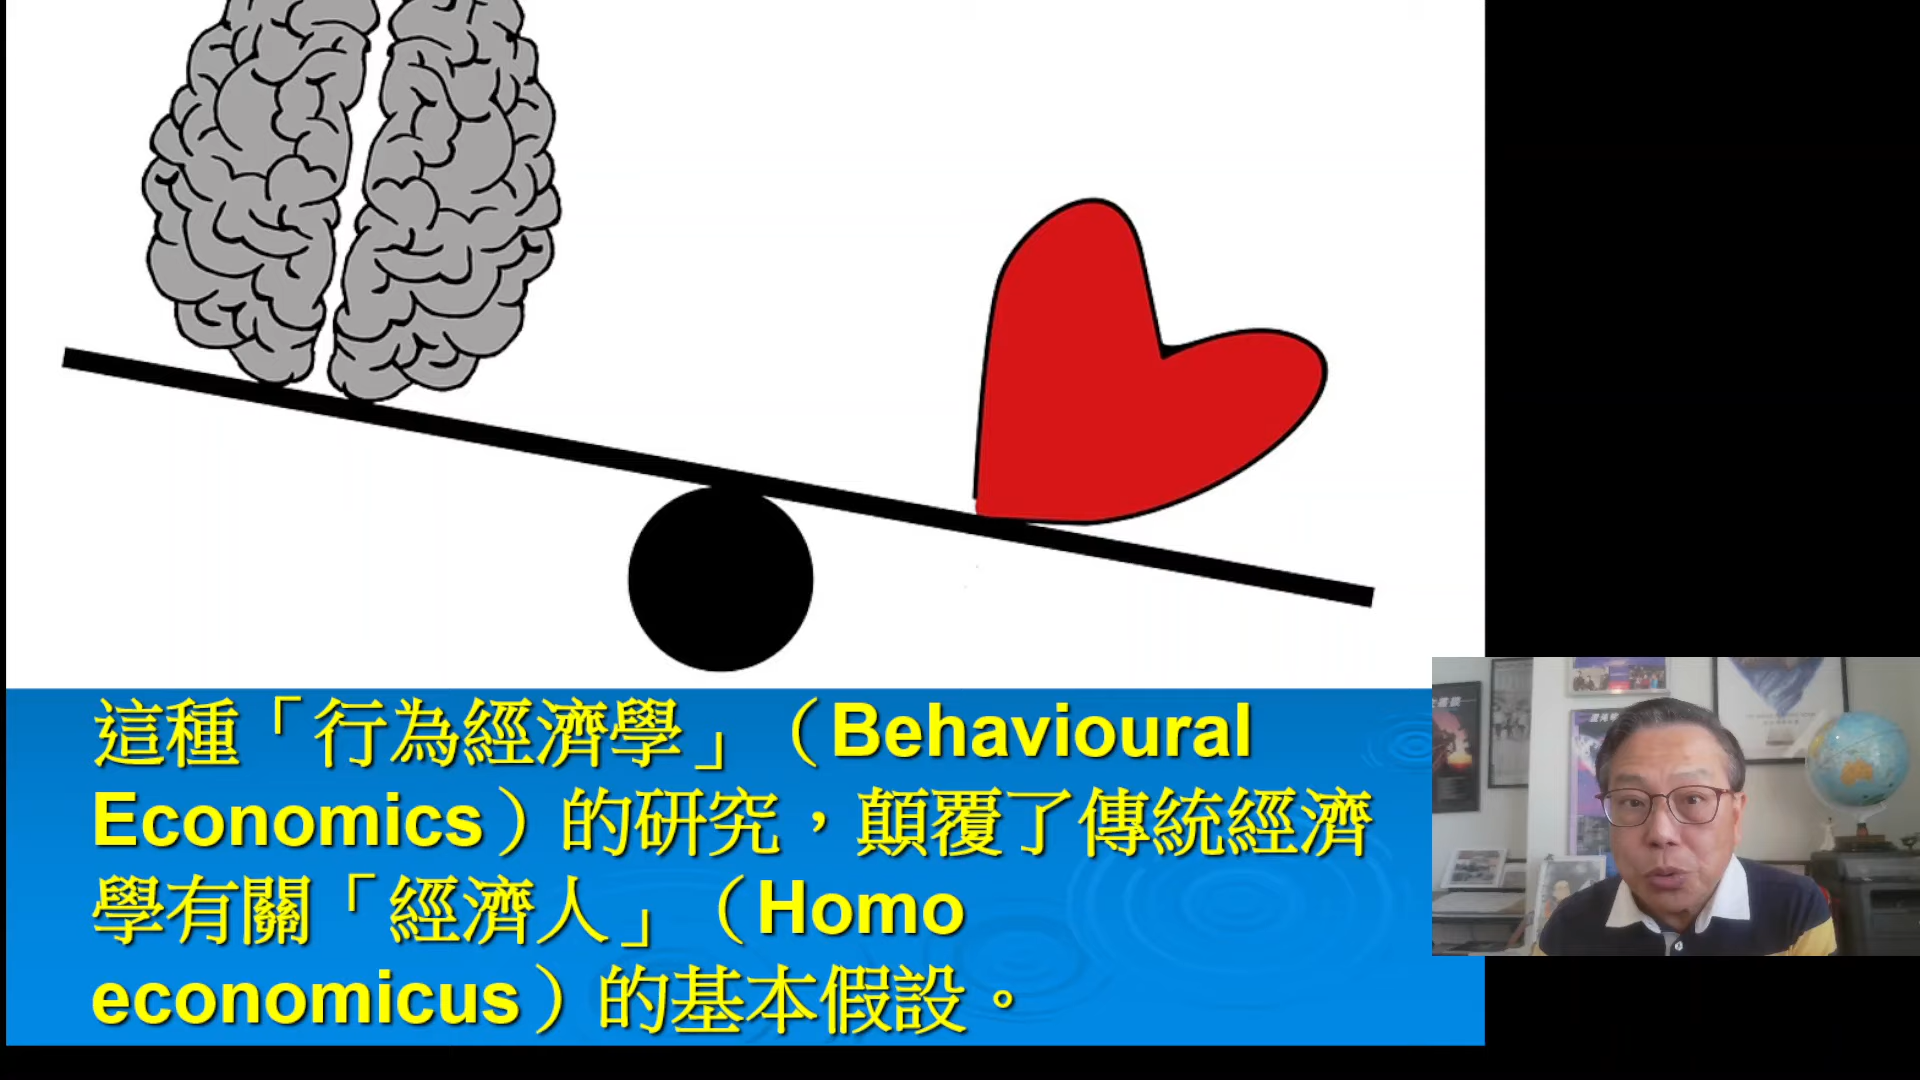 這種「行為經濟學」（Behavioural
Economics）的研究，顛覆了傳統經濟
學有關「經濟人」（Homo
economicus）的基本假設。